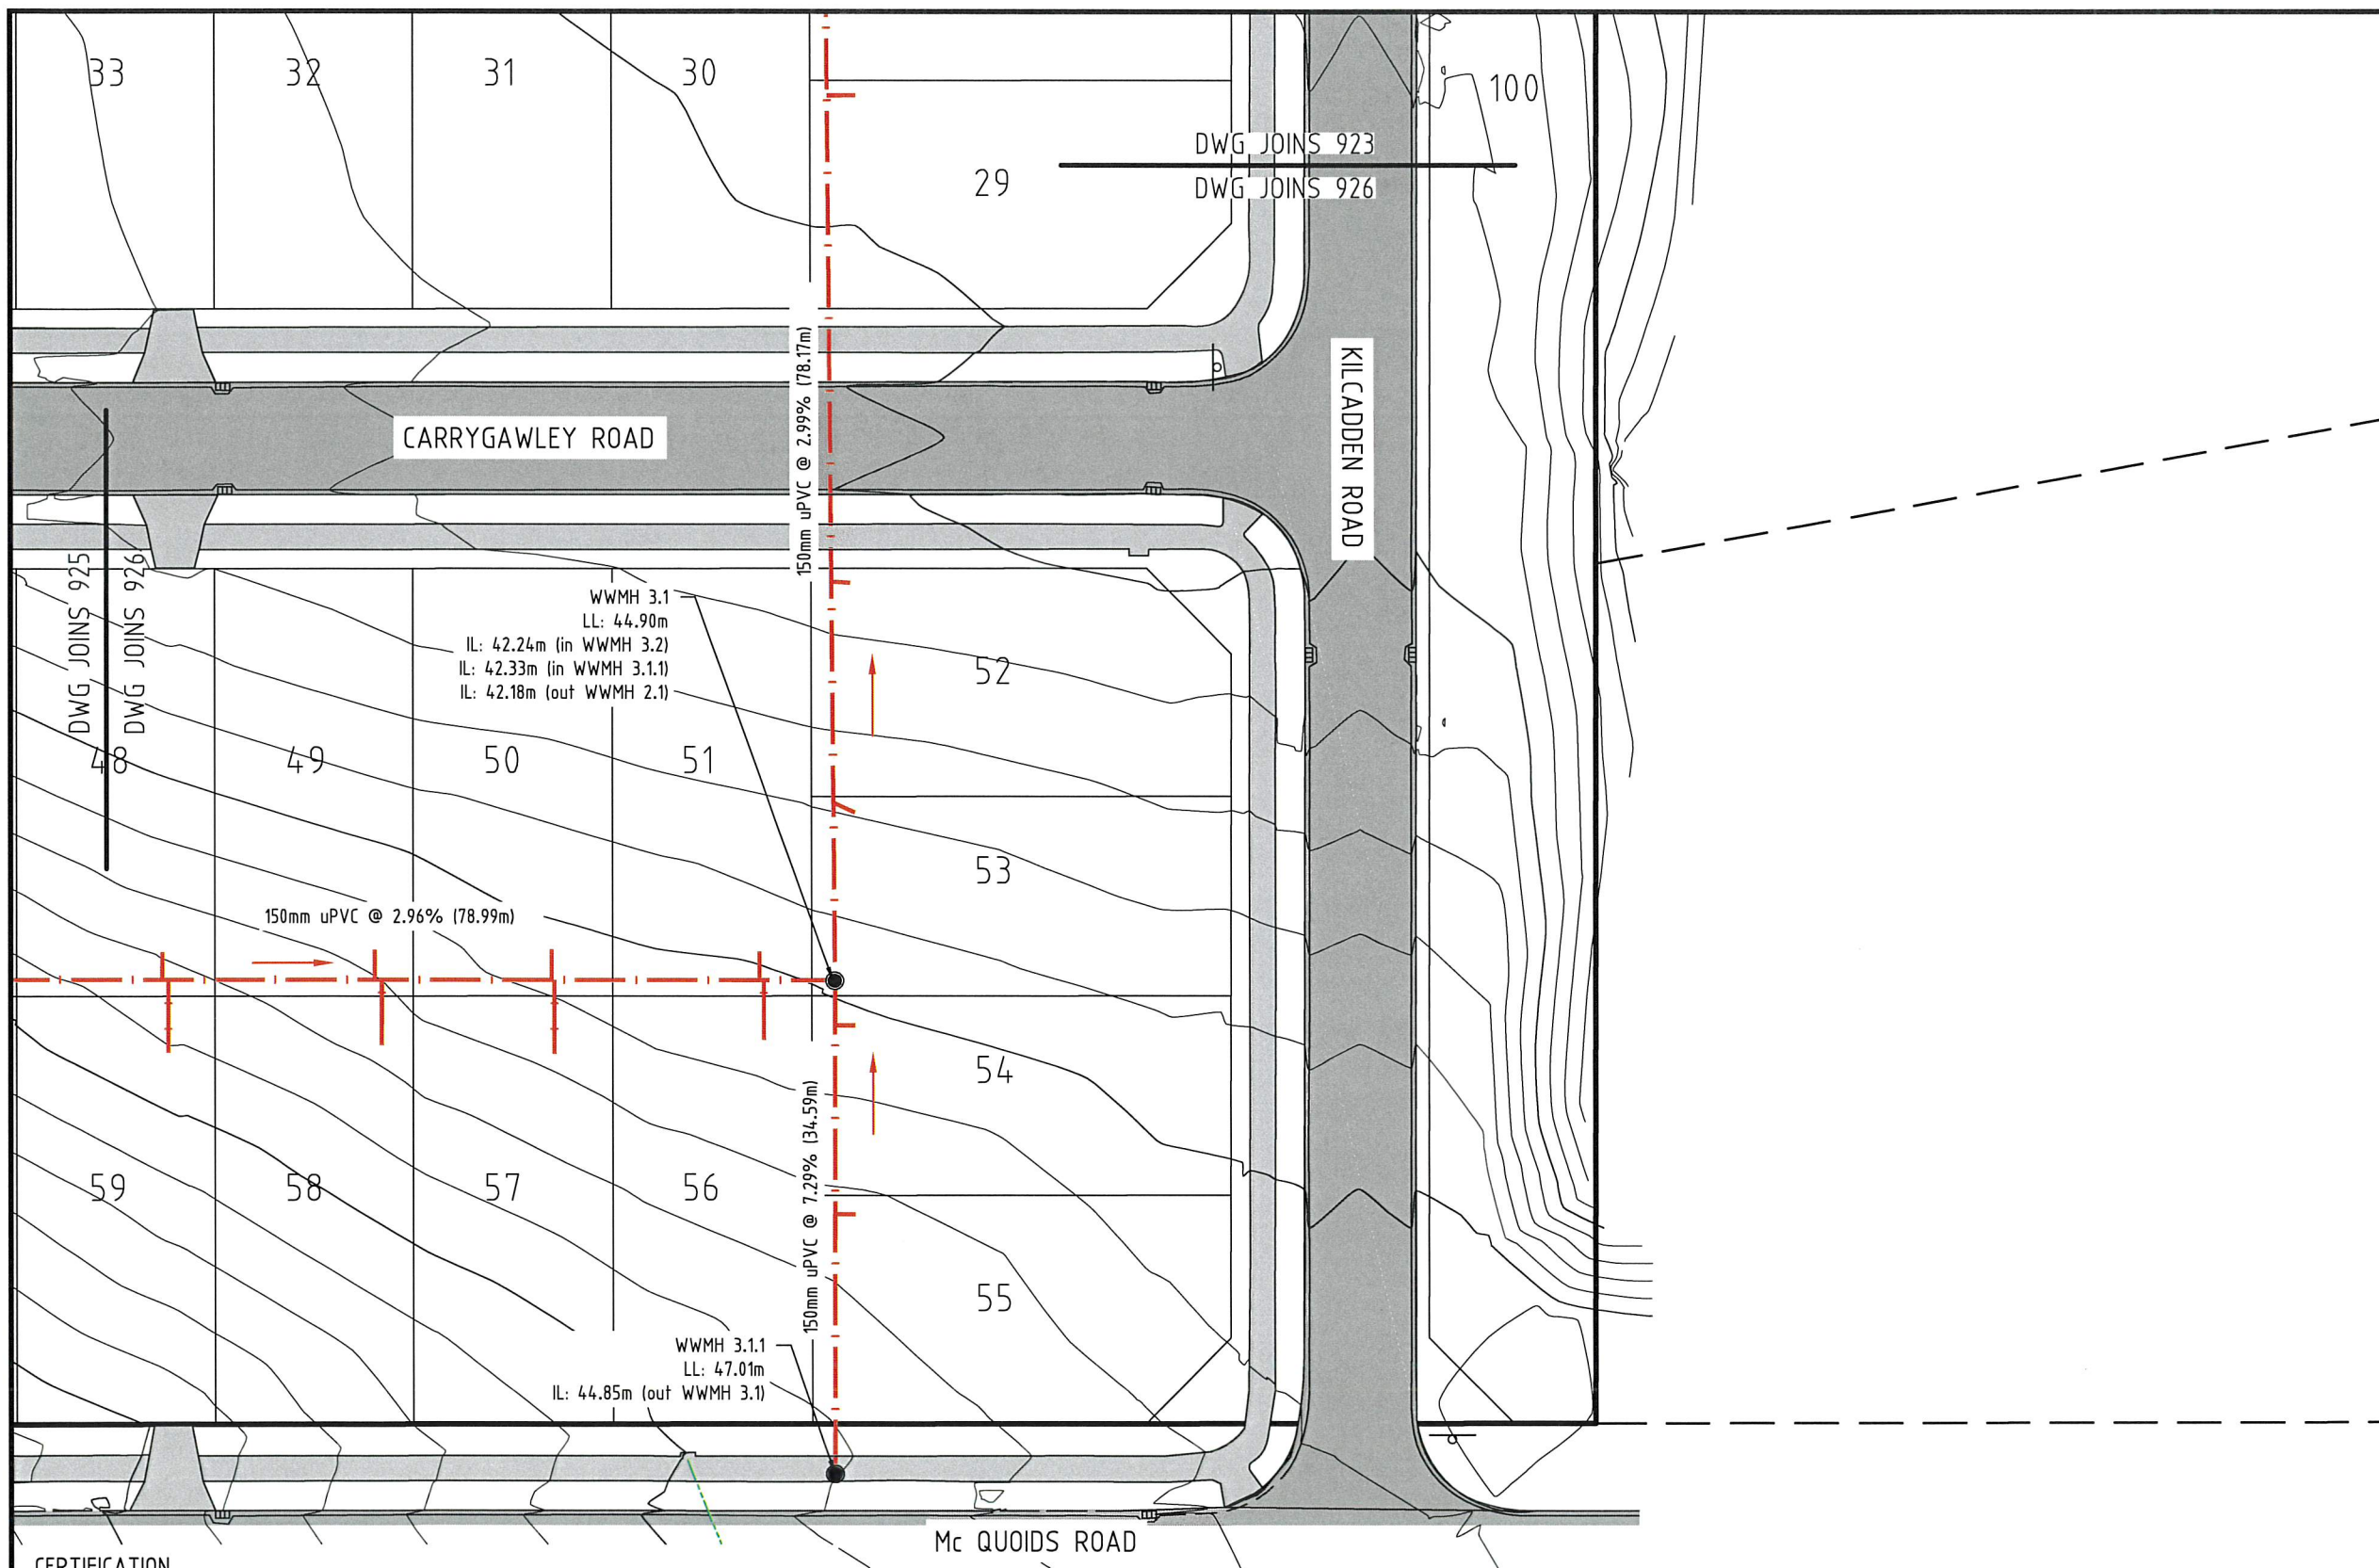 33
32
31
30
100
DWG JOINS 923
DWG JOINS 926
29
150mm uPVC @ 2.99% (78.17m)
KILCADDEN ROAD
CARRYGAWLEY ROAD
DWG JOINS 925
DWG JOINS 926
WWMH 3.1
LL: 44.90m
IL: 42.24m (in WWMH 3.2)
IL: 42.33m (in WWMH 3.1.1)
IL: 42.18m (out WWMH 2.1)
52
48
49
50
51
53
150mm uPVC @ 2.96% (78.99m)
54
150mm uPVC @ 7.29% (34.59m)
59
58
57
56
55
WWMH 3.1.1
LL: 47.01m
IL: 44.85m (out WWMH 3.1)
Mc QUOIDS ROAD
CERTIFICATION